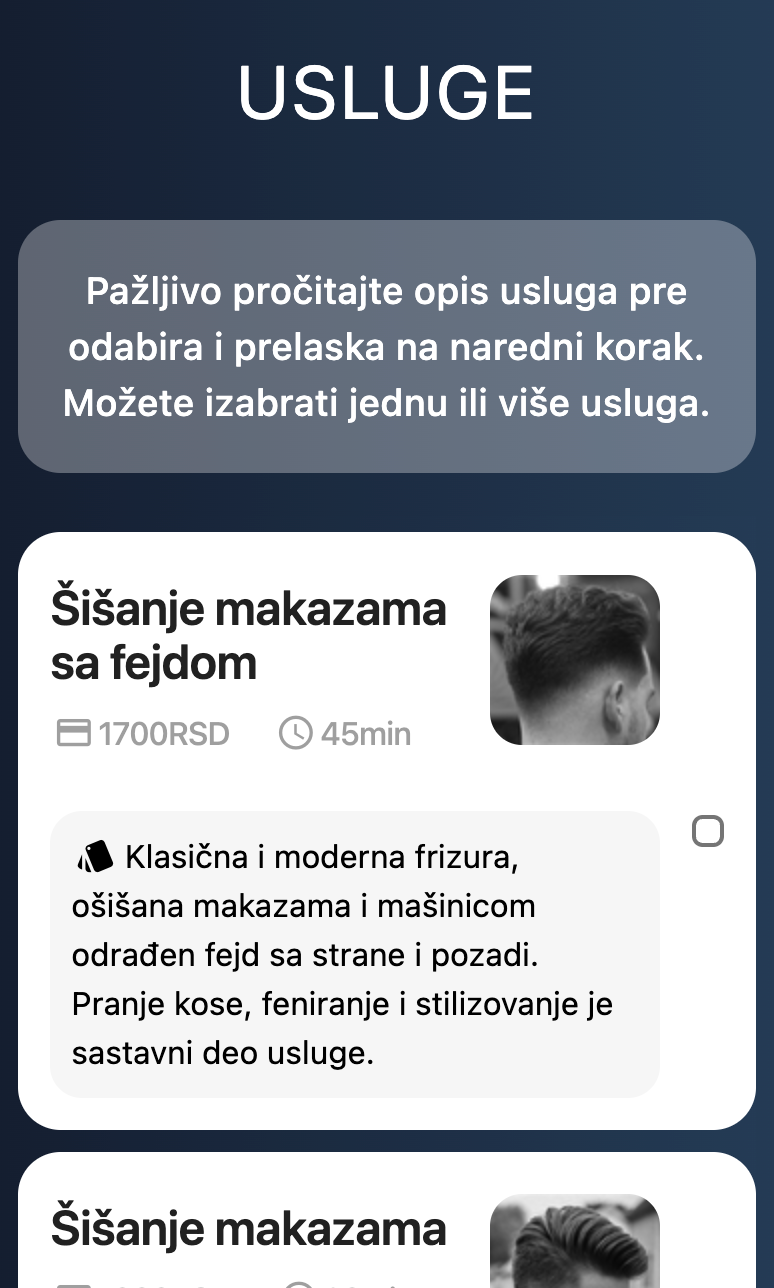 USLUGE
Pažljivo pročitajte opis usluga pre
odabira i prelaska na naredni korak.
Možete izabrati jednu ili više usluga.
Šišanje makazama
sa fejdom
1700RSD 45min
Klasična i moderna frizura,
ošišana makazama i mašinicom
odrađen fejd sa strane i pozadi.
Pranje kose, feniranje i stilizovanje je
sastavni deo usluge.
Šišanje makazama